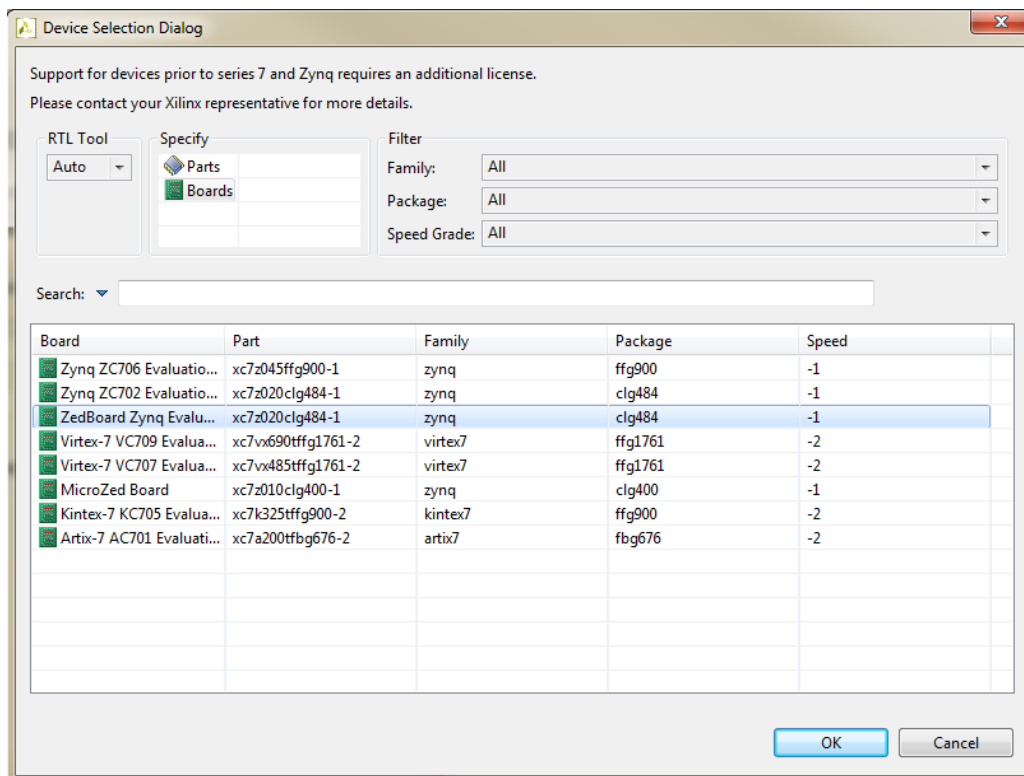 Device Selection Dialog
Support for devices prior to series 7 and Zynq requires an additional license.
Please contact your Xilinx representative for more details.
RTL Tool Specify Filter
Auto Parts Family: All
Boards Package: All
Speed Grade: All
Search:
Board Part Family Package Speed
Zynq ZC706 Evaluatio... xc7z045ffg900-1 zynq ffg900 -1
Zynq ZC702 Evaluatio... xc7z020clg484-1 zynq clg484 -1
ZedBoard Zynq Evalu... xc7z020clg484-1 zynq clg484 -1
Virtex-7 VC709 Evalua... xc7vx690tffg1761-2 virtex7 ffg1761 -2
Virtex-7 VC707 Evalua... xc7vx485tffg1761-2 virtex7 ffg1761 -2
MicroZed Board xc7z010clg400-1 zynq clg400 -1
Kintex-7 KC705 Evalua... xc7k325tffg900-2 kintex7 ffg900 -2
Artix-7 AC701 Evaluati... xc7a200tfbg676-2 artix7 fbg676 -2
OK Cancel